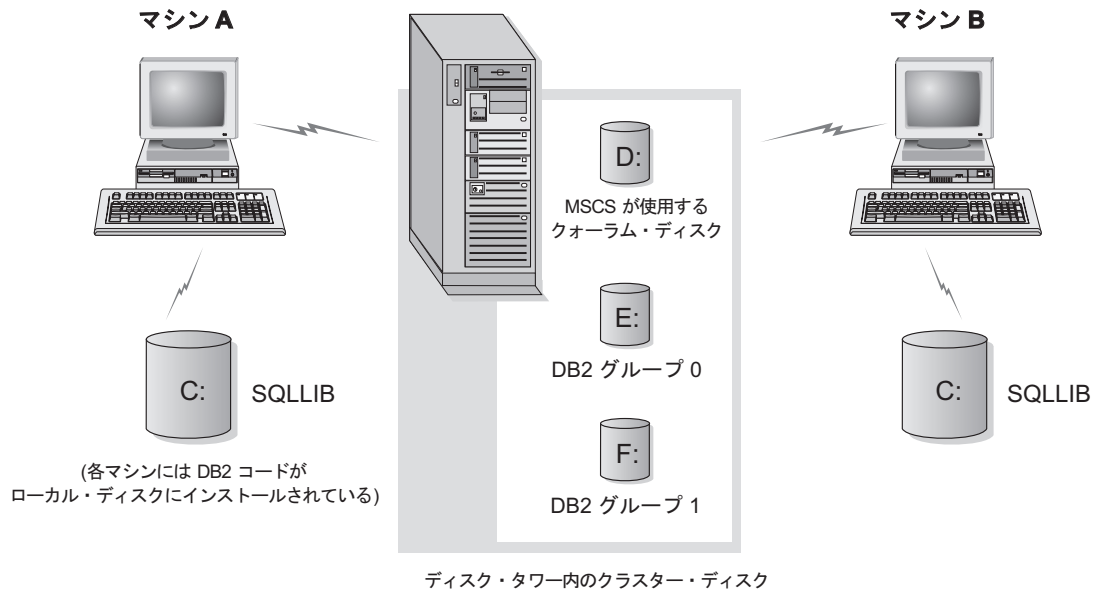 マシン A
マシン B
D:
MSCS が使用する
クォーラム・ディスク
E:
DB2 グループ 0
C:
SQLLIB
C:
SQLLIB
F:
DB2 グループ 1
(各マシンには DB2 コードが
ローカル・ディスクにインストールされている)
ディスク・タワー内のクラスター・ディスク